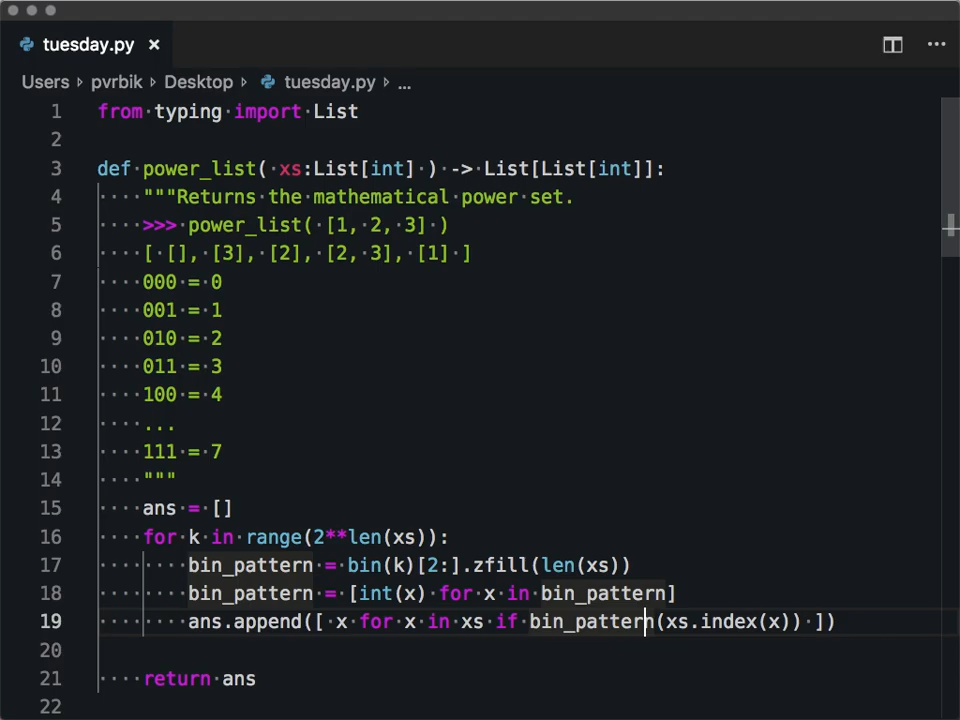 tuesday.py ×
Users › pvrbik › Desktop › tuesday.py › ...
1 from typing import List
2
3 def power_list( xs:List[int] ) -> List[List[int]]:
4     """Returns the mathematical power set.
5     >>> power_list( [1, 2, 3] )
6     [ [], [3], [2], [2, 3], [1] ]
7     000 = 0
8     001 = 1
9     010 = 2
10     011 = 3
11     100 = 4
12     ...
13     111 = 7
14     """
15     ans = []
16     for k in range(2**len(xs)):
17         bin_pattern = bin(k)[2:].zfill(len(xs))
18         bin_pattern = [int(x) for x in bin_pattern]
19         ans.append([ x for x in xs if bin_pattern(xs.index(x)) ])
20
21     return ans
22